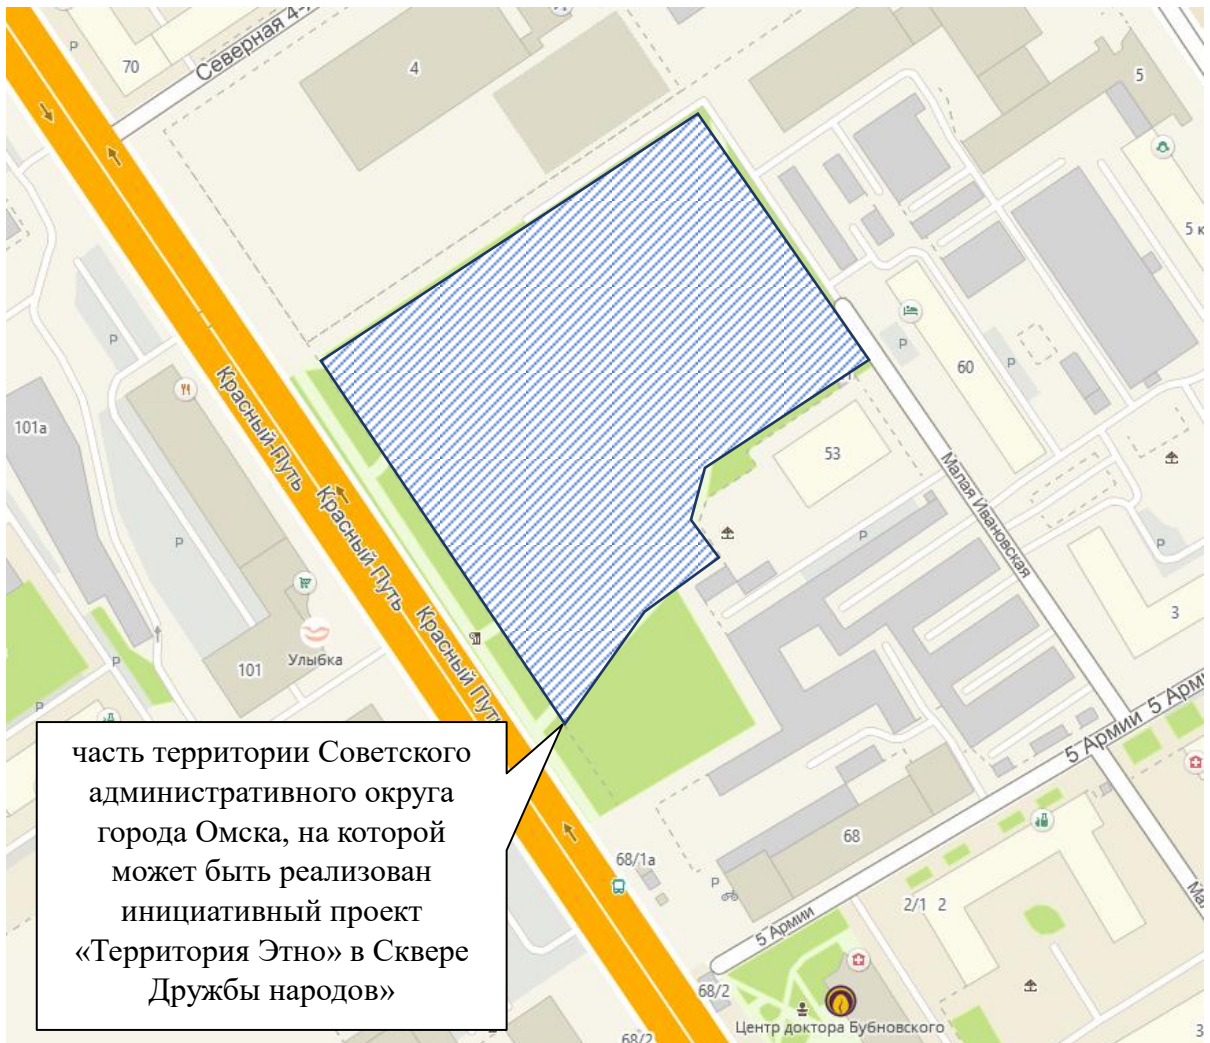 Северная 4-
70
4
5
P
5 к
60
P
P
P
101а
Красный Путь
Красный Путь
Красный Путь
53
Малая Ивановская
P
P
P
3
P
P
101
Улыбка
5 Армии
5 Арми
часть территории Советского
административного округа
города Омска, на которой
может быть реализован
инициативный проект
«Территория Этно» в Сквере
Дружбы народов»
68/1а
68
P
2/1 2
5 Армии
68/2
Центр доктора Бубновского
68/2
3